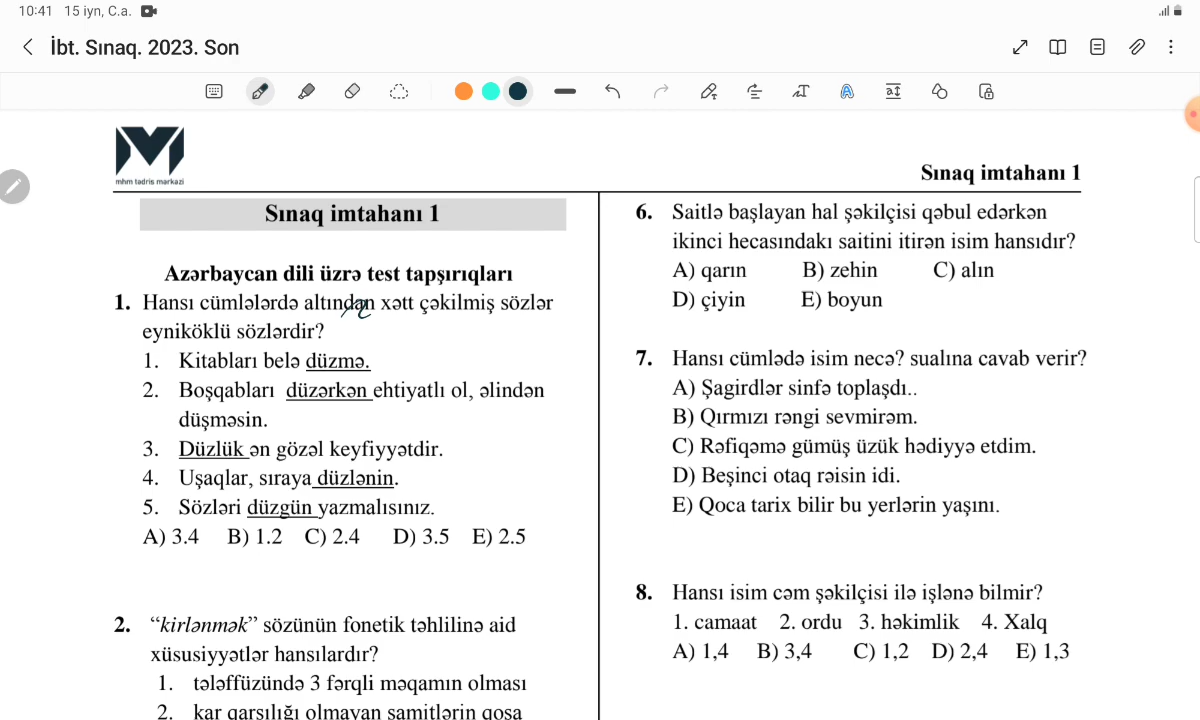 10:41 15 iyn, C.a.
İbt. Sınaq. 2023. Son
mhm tədris mərkəzi
Sınaq imtahanı 1
Sınaq imtahanı 1
Azərbaycan dili üzrə test tapşırıqları
1. Hansı cümlələrdə altından xətt çəkilmiş sözlər
eyniköklü sözlərdir?
1. Kitabları belə düzmə.
2. Boşqabları düzərkən ehtiyatlı ol, əlindən
düşməsin.
3. Düzlük ən gözəl keyfiyyətdir.
4. Uşaqlar, sıraya düzlənin.
5. Sözləri düzgün yazmalısınız.
A) 3.4 B) 1.2 C) 2.4 D) 3.5 E) 2.5
2. “kirlənmək” sözünün fonetik təhlilinə aid
xüsusiyyətlər hansılardır?
1. tələffüzündə 3 fərqli məqamın olması
2. kar qarşılığı olmayan samitlərin qoşa
6. Saitlə başlayan hal şəkilçisi qəbul edərkən
ikinci hecasındakı saitini itirən isim hansıdır?
A) qarın B) zehin C) alın
D) çiyin E) boyun
7. Hansı cümlədə isim necə? sualına cavab verir?
A) Şagirdlər sinfə toplaşdı..
B) Qırmızı rəngi sevmirəm.
C) Rəfiqəmə gümüş üzük hədiyyə etdim.
D) Beşinci otaq rəisin idi.
E) Qoca tarix bilir bu yerlərin yaşını.
8. Hansı isim cəm şəkilçisi ilə işlənə bilmir?
1. camaat 2. ordu 3. həkimlik 4. Xalq
A) 1,4 B) 3,4 C) 1,2 D) 2,4 E) 1,3